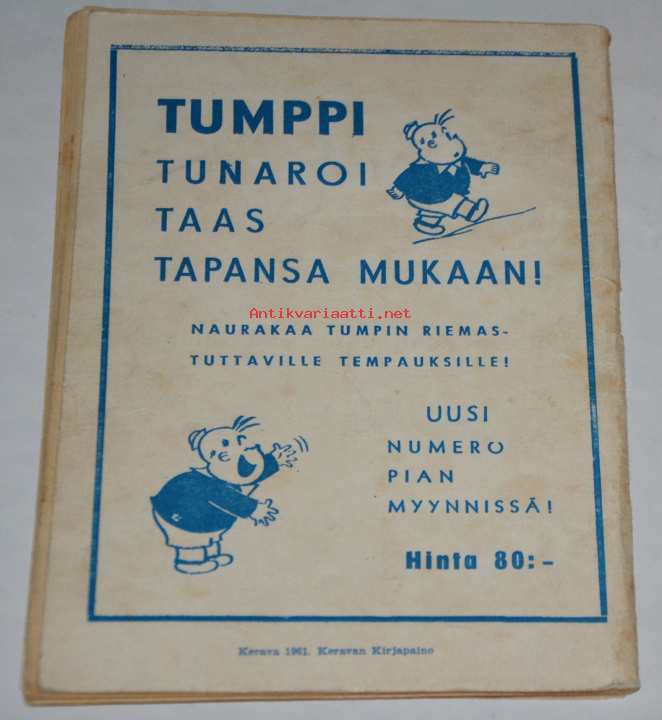 TUMPPI
TUNAROI
TAAS
TAPANSA MUKAAN!
Antikvariaatti.net
NAURAKAA TUMPIN RIEMAS-
TUTTAVILLE TEMPAUKSILLE!
UUSI
NUMERO
PIAN
MYYNNISSÄ!
Hinta 80:-
Kerava 1961. Keravan Kirjapaino